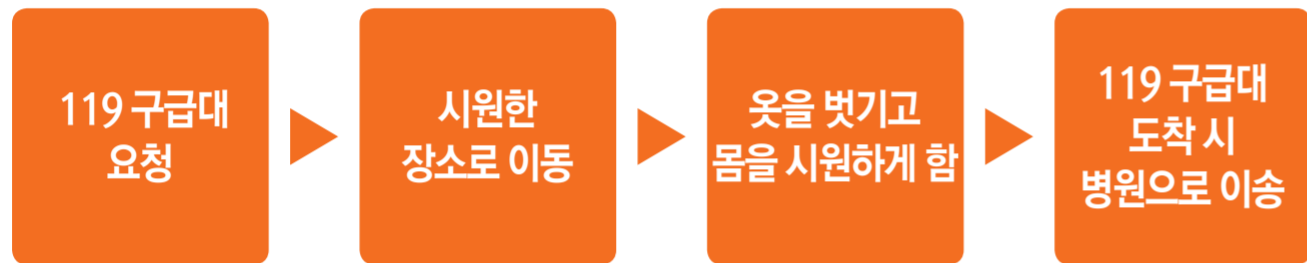 119 구급대
요청
시원한
장소로 이동
옷을 벗기고
몸을 시원하게 함
119 구급대
도착 시
병원으로 이송